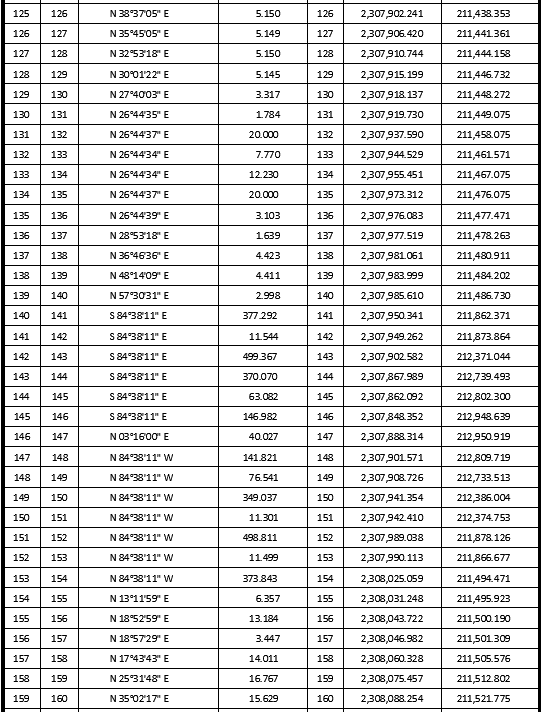 125 126 N 38°37'05" E 5.150 126 2,307,902.241 211,438.353
126 127 N 35°45'05" E 5.149 127 2,307,906.420 211,441.361
127 128 N 32°53'18" E 5.150 128 2,307,910.744 211,444.158
128 129 N 30°01'22" E 5.145 129 2,307,915.199 211,446.732
129 130 N 27°40'03" E 3.317 130 2,307,918.137 211,448.272
130 131 N 26°44'35" E 1.784 131 2,307,919.730 211,449.075
131 132 N 26°44'37" E 20.000 132 2,307,937.590 211,458.075
132 133 N 26°44'34" E 7.770 133 2,307,944.529 211,461.571
133 134 N 26°44'34" E 12.230 134 2,307,955.451 211,467.075
134 135 N 26°44'37" E 20.000 135 2,307,973.312 211,476.075
135 136 N 26°44'39" E 3.103 136 2,307,976.083 211,477.471
136 137 N 28°53'18" E 1.639 137 2,307,977.519 211,478.263
137 138 N 36°46'36" E 4.423 138 2,307,981.061 211,480.911
138 139 N 48°14'09" E 4.411 139 2,307,983.999 211,484.202
139 140 N 57°30'31" E 2.998 140 2,307,985.610 211,486.730
140 141 S 84°38'11" E 377.292 141 2,307,950.341 211,862.371
141 142 S 84°38'11" E 11.544 142 2,307,949.262 211,873.864
142 143 S 84°38'11" E 499.367 143 2,307,902.582 212,371.044
143 144 S 84°38'11" E 370.070 144 2,307,867.989 212,739.493
144 145 S 84°38'11" E 63.082 145 2,307,862.092 212,802.300
145 146 S 84°38'11" E 146.982 146 2,307,848.352 212,948.639
146 147 N 03°16'00" E 40.027 147 2,307,888.314 212,950.919
147 148 N 84°38'11" W 141.821 148 2,307,901.571 212,809.719
148 149 N 84°38'11" W 76.541 149 2,307,908.726 212,733.513
149 150 N 84°38'11" W 349.037 150 2,307,941.354 212,386.004
150 151 N 84°38'11" W 11.301 151 2,307,942.410 212,374.753
151 152 N 84°38'11" W 498.811 152 2,307,989.038 211,878.126
152 153 N 84°38'11" W 11.499 153 2,307,990.113 211,866.677
153 154 N 84°38'11" W 373.843 154 2,308,025.059 211,494.471
154 155 N 13°11'59" E 6.357 155 2,308,031.248 211,495.923
155 156 N 18°52'59" E 13.184 156 2,308,043.722 211,500.190
156 157 N 18°57'29" E 3.447 157 2,308,046.982 211,501.309
157 158 N 17°43'43" E 14.011 158 2,308,060.328 211,505.576
158 159 N 25°31'48" E 16.767 159 2,308,075.457 211,512.802
159 160 N 35°02'17" E 15.629 160 2,308,088.254 211,521.775